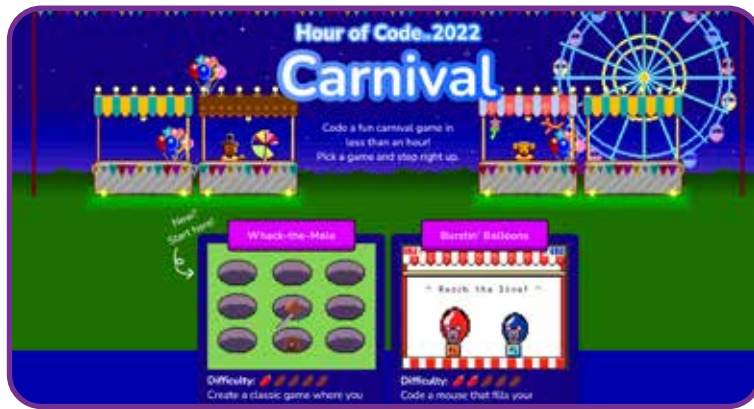 Hour of Code 2022
Carnival
Code a fun carnival game in
less than an hour!
Pick a game and step right up.
New?
Start here!
Whack-the-Mole
Burstin' Balloons
~ Reach the line! ~
Difficulty:
Create a classic game where you
Difficulty:
Code a mouse that fills your